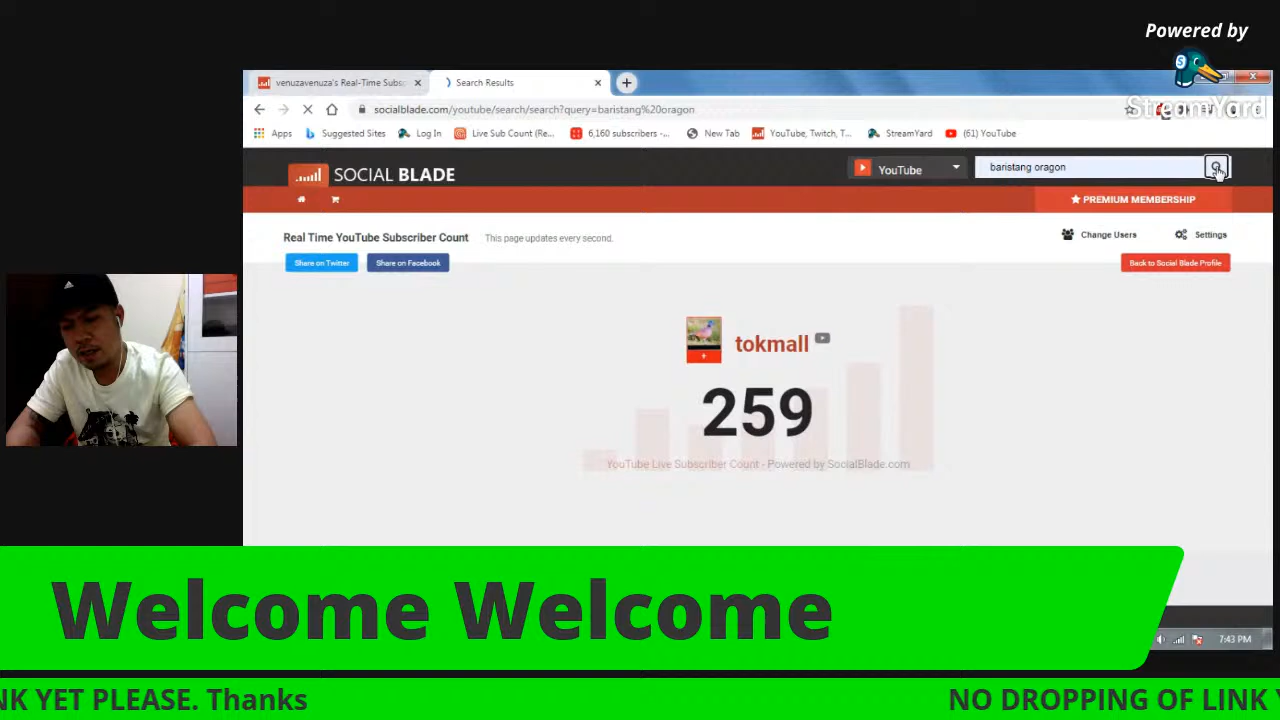 Powered by
StreamYard
venuzavenuza's Real-Time Subsc
Search Results
socialblade.com/youtube/search/search?query=baristang%20oragon
Apps
Suggested Sites
Log In
Live Sub Count (Re...
6,160 subscribers -...
New Tab
YouTube, Twitch, T...
StreamYard
(61) YouTube
SOCIAL BLADE
YouTube
baristang oragon
PREMIUM MEMBERSHIP
Real Time YouTube Subscriber Count
This page updates every second.
Change Users
Settings
Share on Twitter
Share on Facebook
Back to Social Blade Profile
tokmall
259
YouTube Live Subscriber Count - Powered by SocialBlade.com
Welcome Welcome
7:43 PM
NK YET PLEASE. Thanks
NO DROPPING OF LINK Y